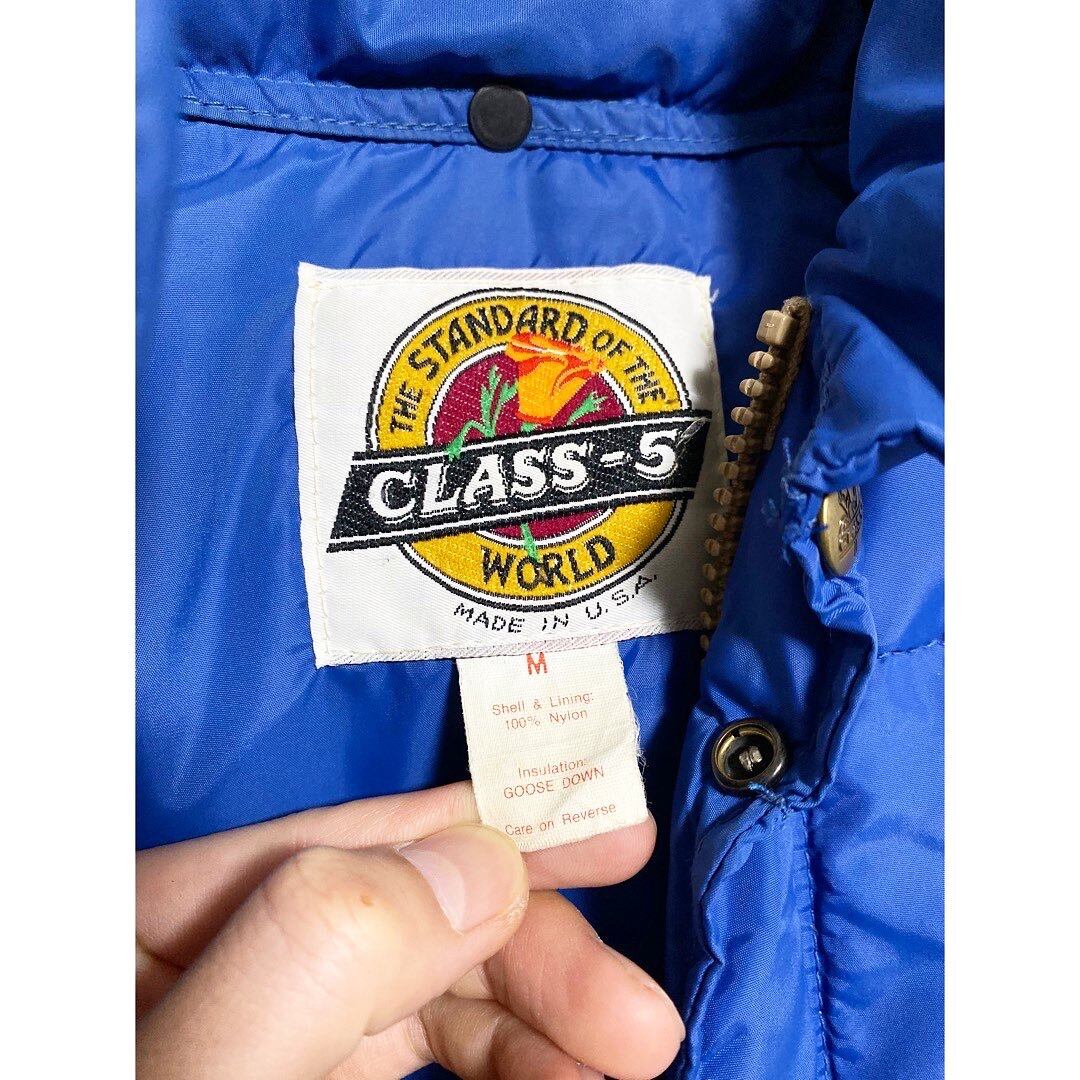 THE STANDARD OF THE
CLASS-5
WORLD
MADE IN U.S.A.
M
Shell & Lining:
100% Nylon
Insulation:
GOOSE DOWN
Care on Reverse